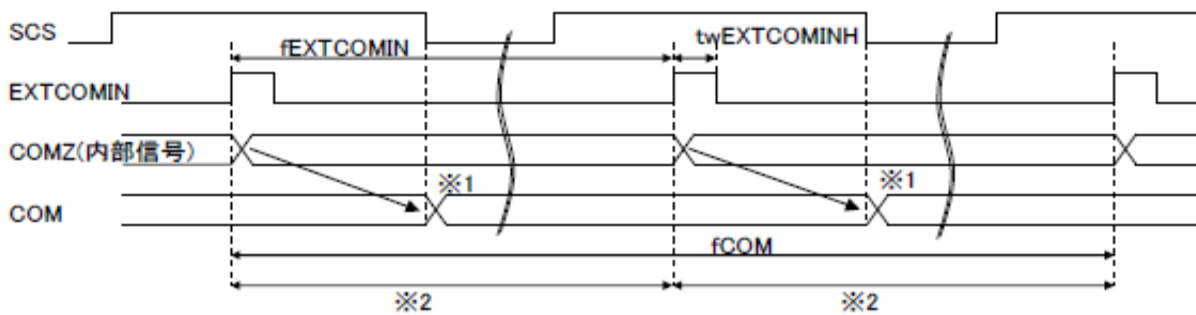 SCS
fEXTCOMIN
twEXTCOMINH
EXTCOMIN
COMZ(内部信号)
※1
※1
COM
fCOM
※2
※2